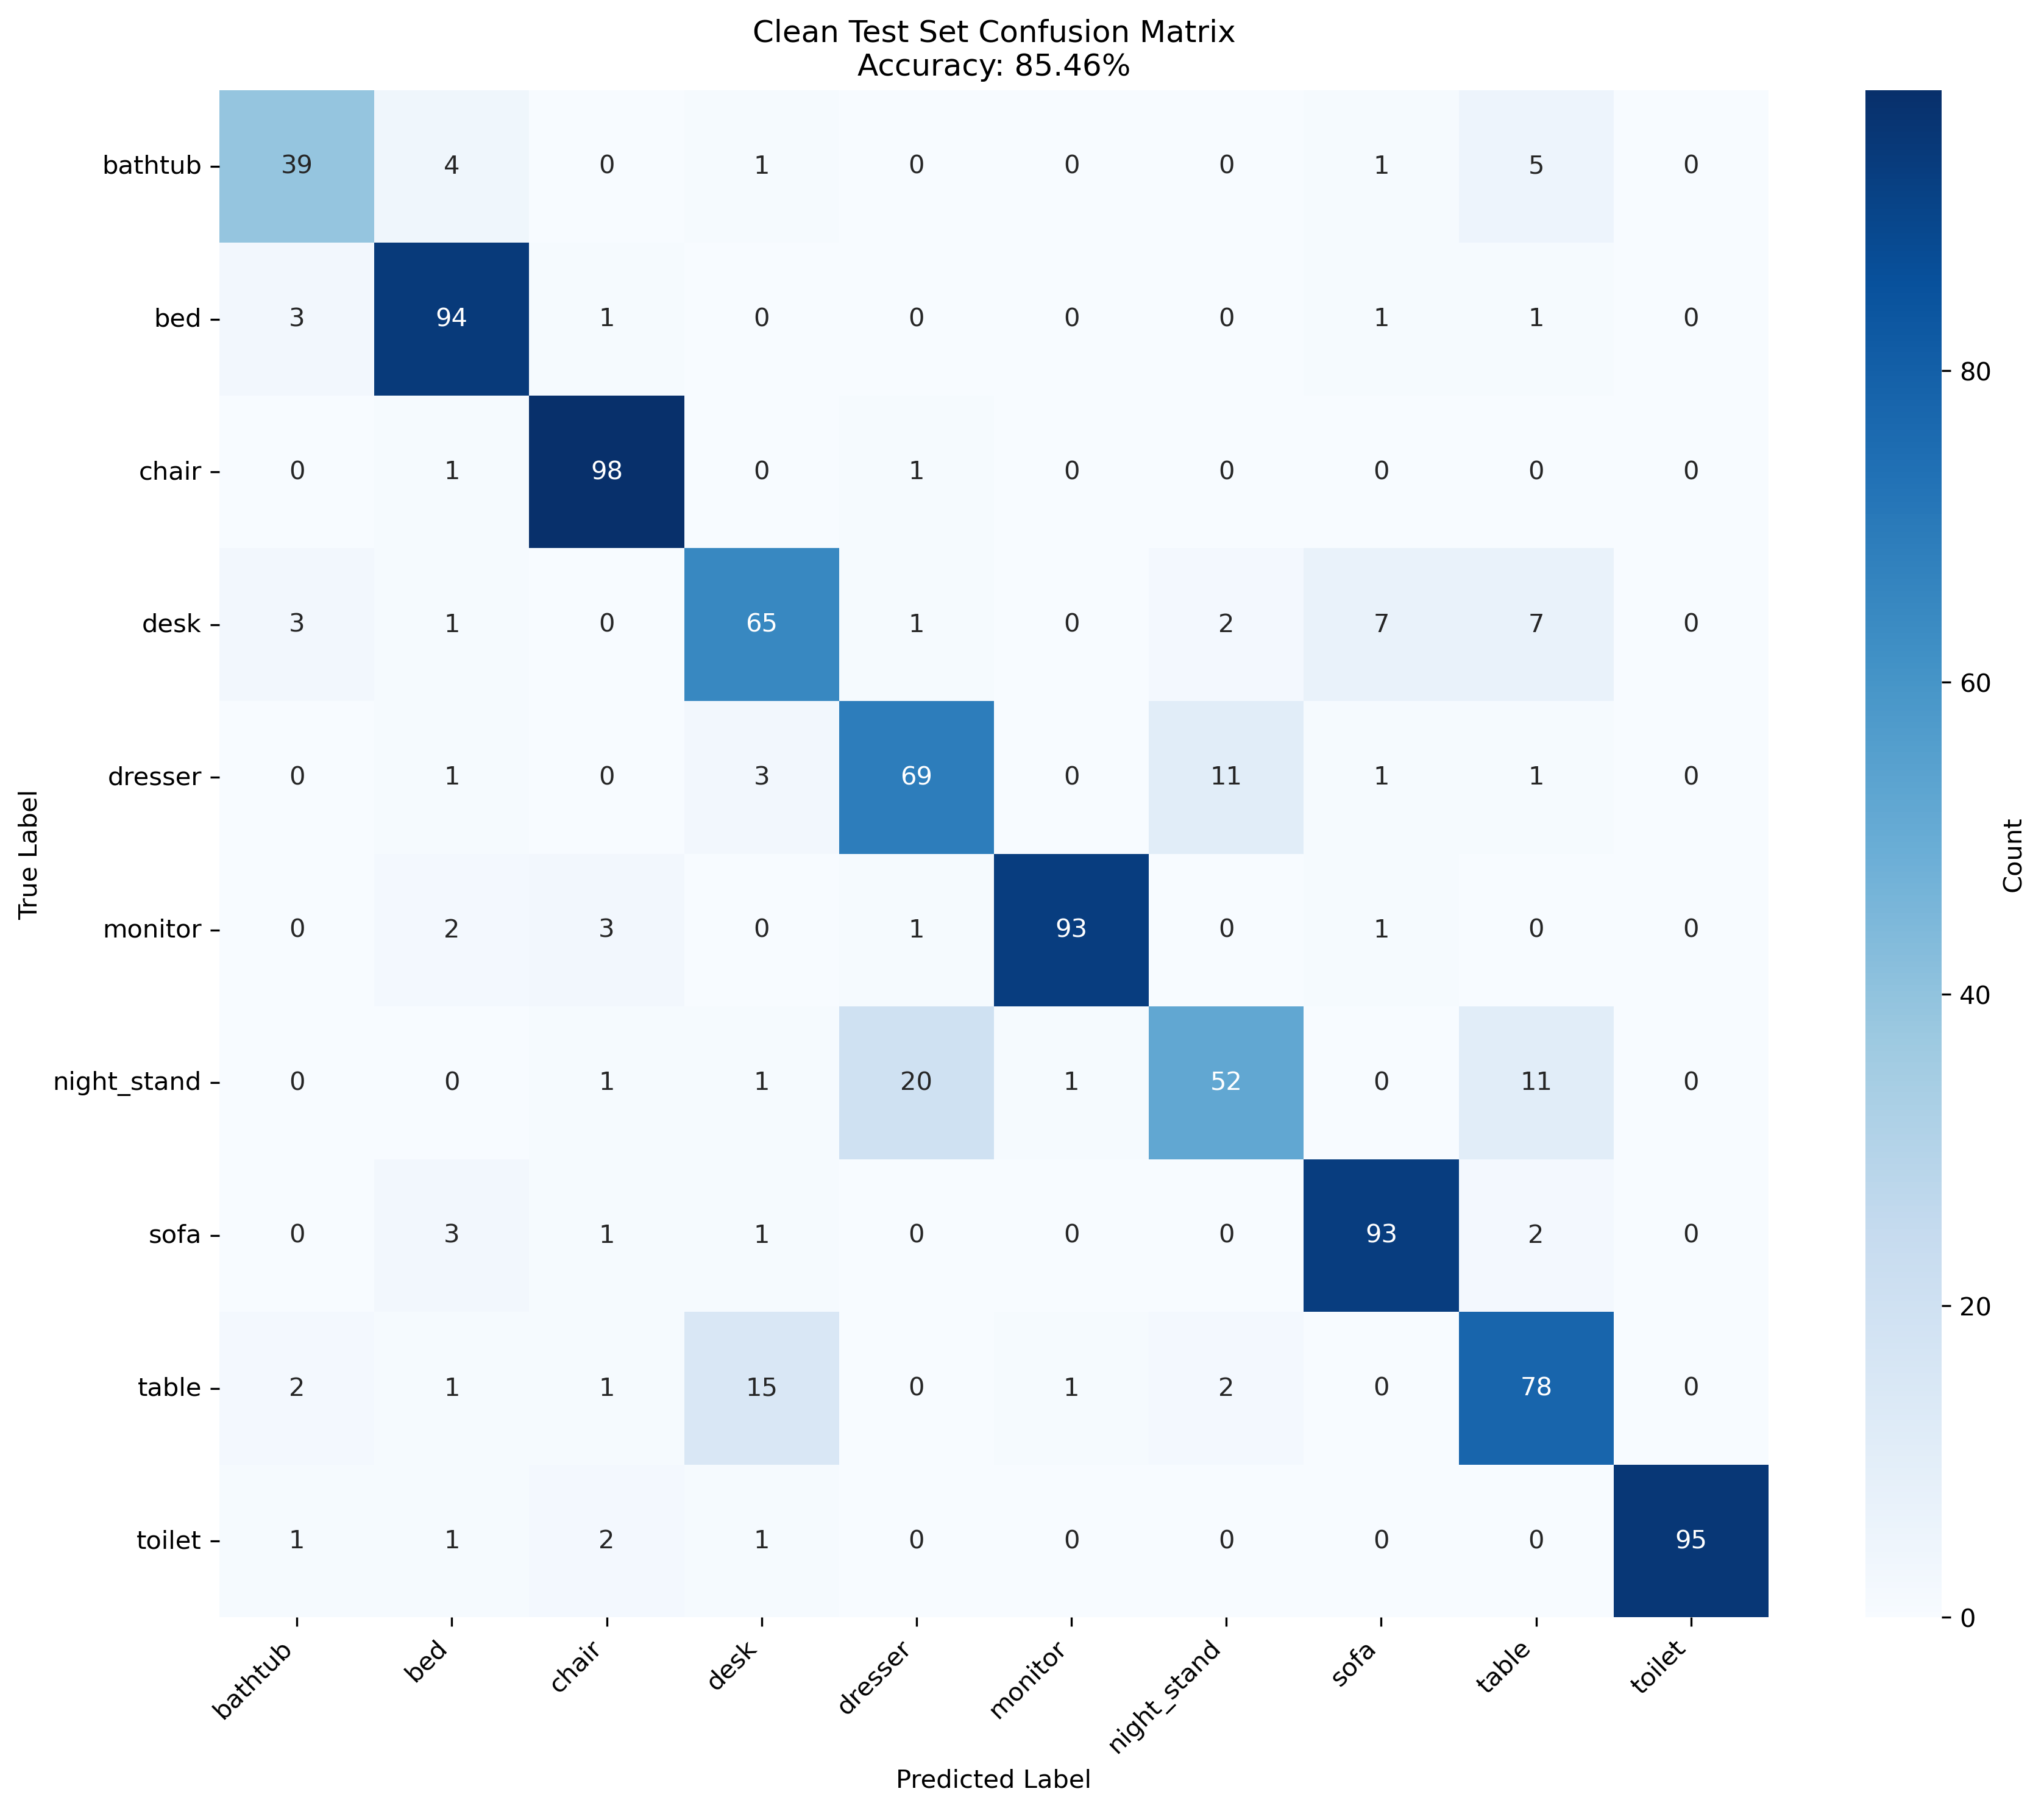 Clean Test Set Confusion Matrix
Accuracy: 85.46%
bathtub 39 4 0 1 0 0 0 1 5 0
bed 3 94 1 0 0 0 0 1 1 0
chair 0 1 98 0 1 0 0 0 0 0
desk 3 1 0 65 1 0 2 7 7 0
dresser 0 1 0 3 69 0 11 1 1 0
monitor 0 2 3 0 1 93 0 1 0 0
night_stand 0 0 1 1 20 1 52 0 11 0
sofa 0 3 1 1 0 0 0 93 2 0
table 2 1 1 15 0 1 2 0 78 0
toilet 1 1 2 1 0 0 0 0 0 95
bathtub bed chair desk dresser monitor night_stand sofa table toilet
Predicted Label
True Label
80
60
40
20
0
Count